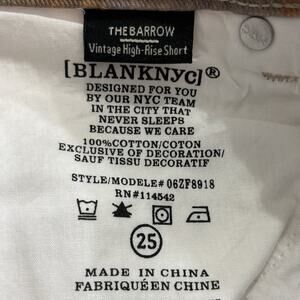 THE BARROW
Vintage High-Rise Short
[BLANKNYC]®
DESIGNED FOR YOU
BY OUR NYC TEAM
IN THE CITY THAT
NEVER SLEEPS
BECAUSE WE CARE
100%COTTON/COTON
EXCLUSIVE OF DECORATION/
SAUF TISSU DECORATIF
STYLE/MODELE# 06ZF8918
RN#114542
25
MADE IN CHINA
FABRIQUÉEN CHINE